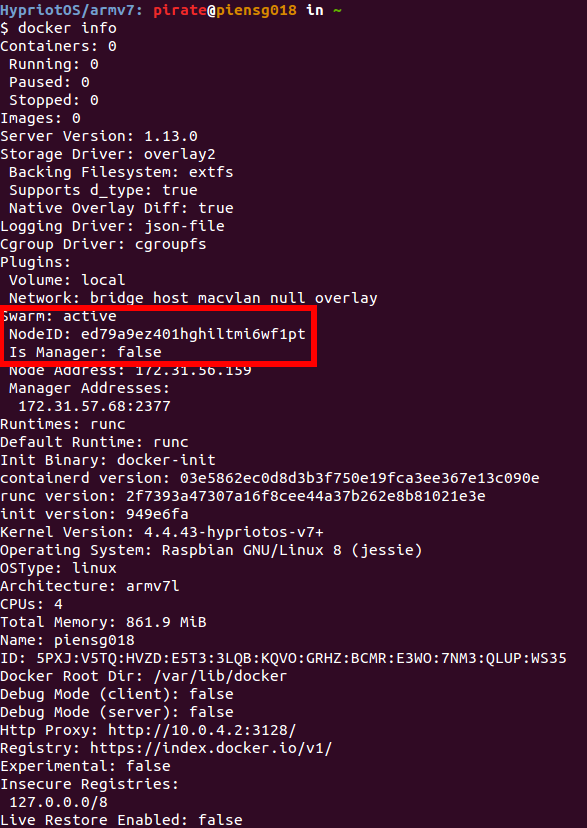 HypriotOS/armv7: pirate@piensg018 in ~
$ docker info
Containers: 0
 Running: 0
 Paused: 0
 Stopped: 0
Images: 0
Server Version: 1.13.0
Storage Driver: overlay2
 Backing Filesystem: extfs
 Supports d_type: true
 Native Overlay Diff: true
Logging Driver: json-file
Cgroup Driver: cgroupfs
Plugins:
 Volume: local
 Network: bridge host macvlan null overlay
Swarm: active
 NodeID: ed79a9ez401hghiltmi6wf1pt
 Is Manager: false
 Node Address: 172.31.56.159
 Manager Addresses:
  172.31.57.68:2377
Runtimes: runc
Default Runtime: runc
Init Binary: docker-init
containerd version: 03e5862ec0d8d3b3f750e19fca3ee367e13c090e
runc version: 2f7393a47307a16f8cee44a37b262e8b81021e3e
init version: 949e6fa
Kernel Version: 4.4.43-hypriotos-v7+
Operating System: Raspbian GNU/Linux 8 (jessie)
OSType: linux
Architecture: armv7l
CPUs: 4
Total Memory: 861.9 MiB
Name: piensg018
ID: 5PXJ:V5TQ:HVZD:E5T3:3LQB:KQVO:GRHZ:BCMR:E3WO:7NM3:QLUP:WS35
Docker Root Dir: /var/lib/docker
Debug Mode (client): false
Debug Mode (server): false
Http Proxy: http://10.0.4.2:3128/
Registry: https://index.docker.io/v1/
Experimental: false
Insecure Registries:
 127.0.0.0/8
Live Restore Enabled: false